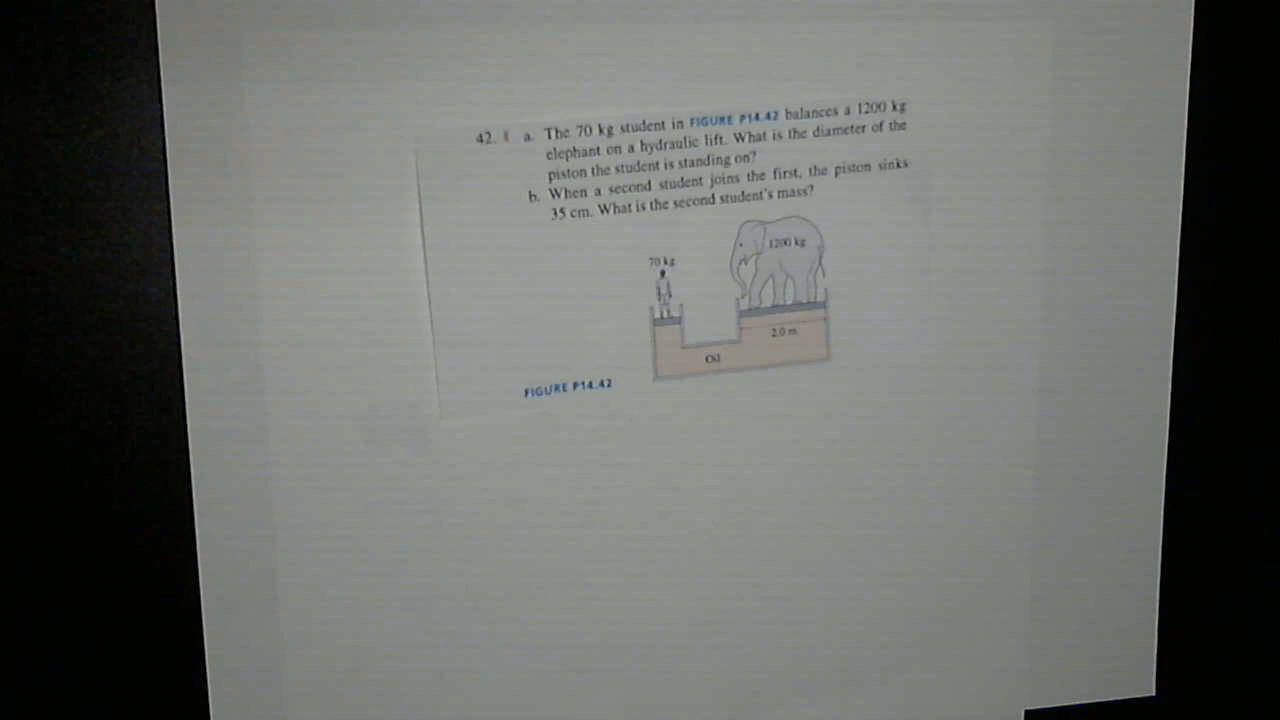 42. a. The 70 kg student in FIGURE P14.42 balances a 1200 kg
elephant on a hydraulic lift. What is the diameter of the
piston the student is standing on?
b. When a second student joins the first, the piston sinks
35 cm. What is the second student's mass?
1200 kg
70 kg
2.0 m
Oil
FIGURE P14.42